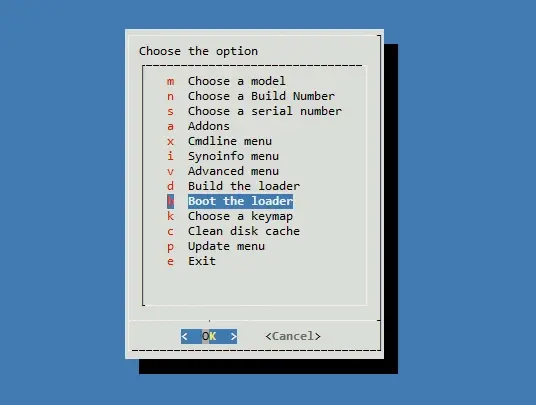 Choose the option
m Choose a model
n Choose a Build Number
s Choose a serial number
a Addons
x Cmdline menu
i Synoinfo menu
v Advanced menu
d Build the loader
Boot the loader
k Choose a keymap
c Clean disk cache
p Update menu
e Exit
< OK > <Cancel>